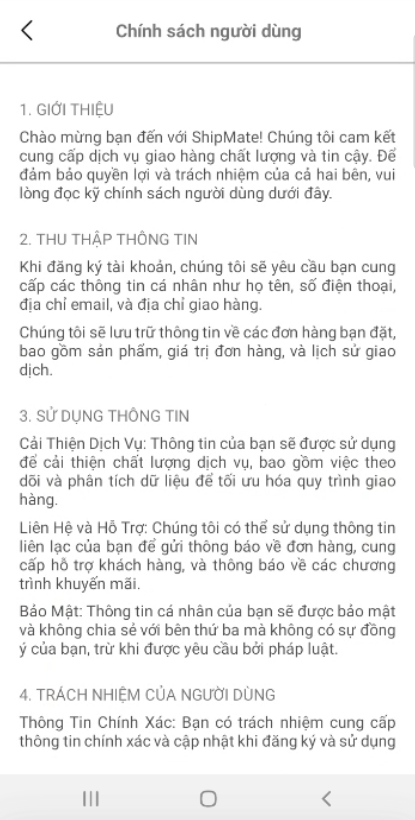 Chính sách người dùng
1. GIỚI THIỆU
Chào mừng bạn đến với ShipMate! Chúng tôi cam kết
cung cấp dịch vụ giao hàng chất lượng và tin cậy. Để
đảm bảo quyền lợi và trách nhiệm của cả hai bên, vui
lòng đọc kỹ chính sách người dùng dưới đây.
2. THU THẬP THÔNG TIN
Khi đăng ký tài khoản, chúng tôi sẽ yêu cầu bạn cung
cấp các thông tin cá nhân như họ tên, số điện thoại,
địa chỉ email, và địa chỉ giao hàng.
Chúng tôi sẽ lưu trữ thông tin về các đơn hàng bạn đặt,
bao gồm sản phẩm, giá trị đơn hàng, và lịch sử giao
dịch.
3. SỬ DỤNG THÔNG TIN
Cải Thiện Dịch Vụ: Thông tin của bạn sẽ được sử dụng
để cải thiện chất lượng dịch vụ, bao gồm việc theo
dõi và phân tích dữ liệu để tối ưu hóa quy trình giao
hàng.
Liên Hệ và Hỗ Trợ: Chúng tôi có thể sử dụng thông tin
liên lạc của bạn để gửi thông báo về đơn hàng, cung
cấp hỗ trợ khách hàng, và thông báo về các chương
trình khuyến mãi.
Bảo Mật: Thông tin cá nhân của bạn sẽ được bảo mật
và không chia sẻ với bên thứ ba mà không có sự đồng
ý của bạn, trừ khi được yêu cầu bởi pháp luật.
4. TRÁCH NHIỆM CỦA NGƯỜI DÙNG
Thông Tin Chính Xác: Bạn có trách nhiệm cung cấp
thông tin chính xác và cập nhật khi đăng ký và sử dụng